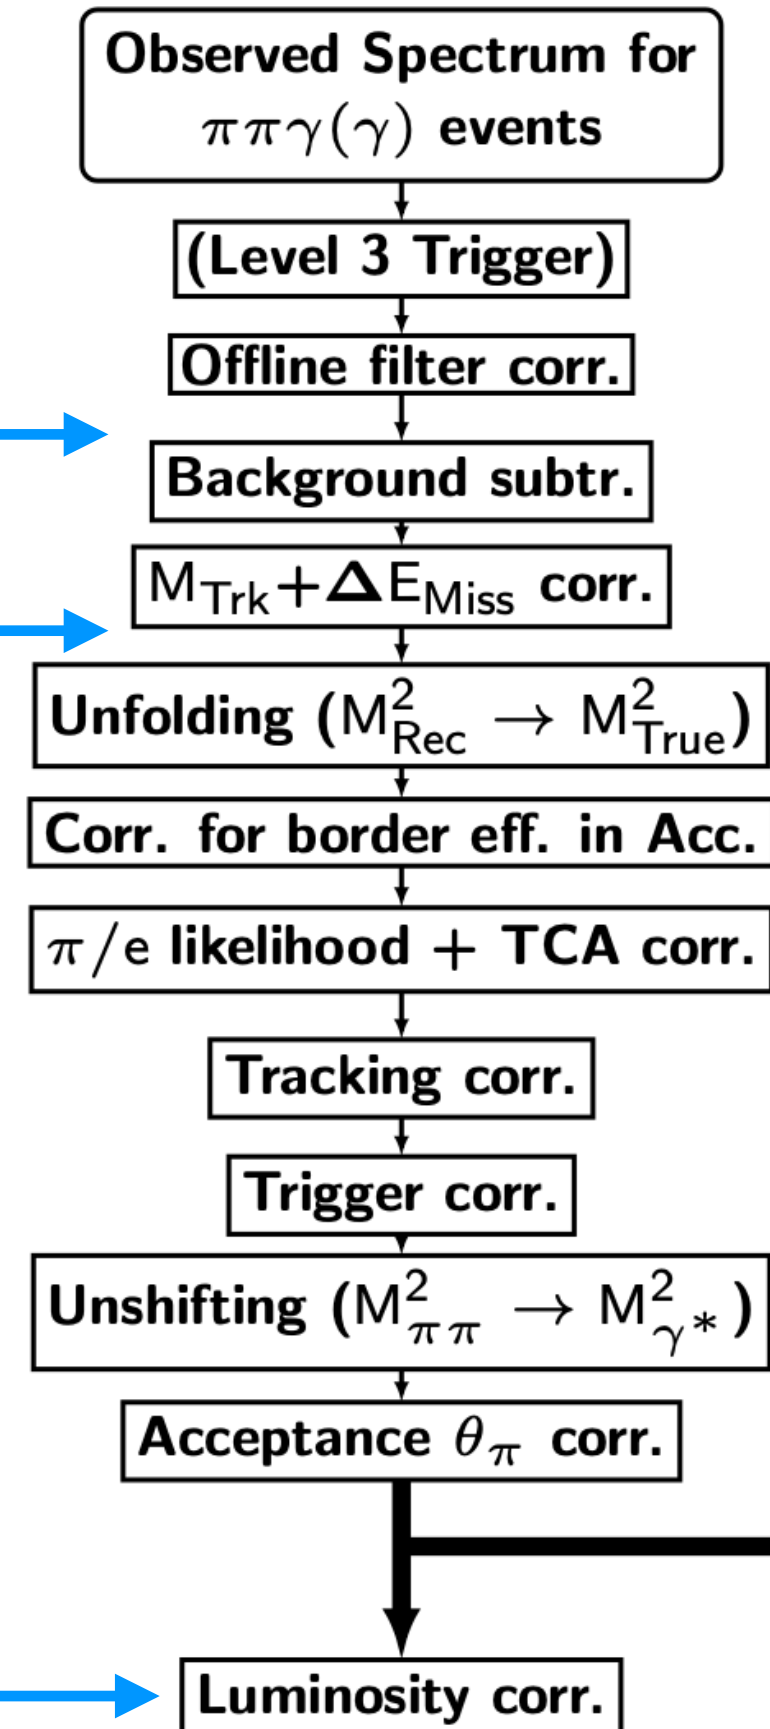 Observed Spectrum for
ππγ(γ) events
(Level 3 Trigger)
Offline filter corr.
Background subtr.
M_Trk+ΔE_Miss corr.
Unfolding (M²_Rec → M²_True)
Corr. for border eff. in Acc.
π/e likelihood + TCA corr.
Tracking corr.
Trigger corr.
Unshifting (M²_ππ → M²_γ*)
Acceptance θ_π corr.
Luminosity corr.